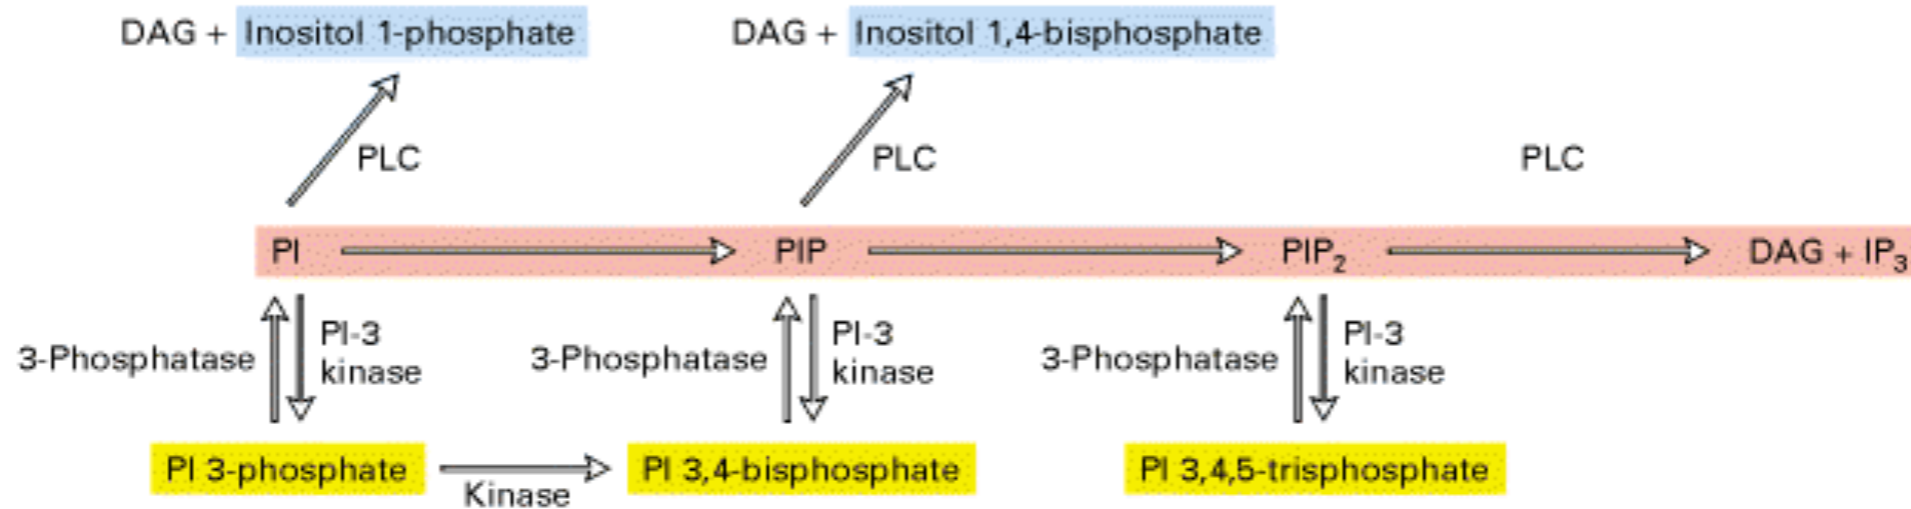 DAG + Inositol 1-phosphate
DAG + Inositol 1,4-bisphosphate
PLC
PLC
PLC
PI
PIP
PIP₂
DAG + IP₃
3-Phosphatase
PI-3
kinase
3-Phosphatase
PI-3
kinase
3-Phosphatase
PI-3
kinase
PI 3-phosphate
Kinase
PI 3,4-bisphosphate
PI 3,4,5-trisphosphate